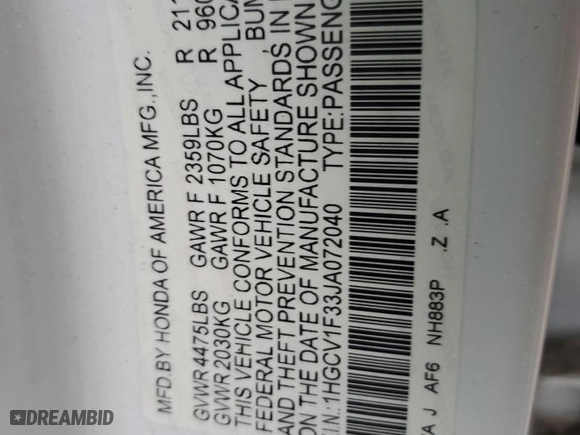 MFD.BY HONDA OF AMERICA MFG.,INC.
GVWR 4475LBS GAWR F 2359LBS R
GVWR 2030KG GAWR F 1070KG R
THIS VEHICLE CONFORMS TO ALL
FEDERAL MOTOR VEHICLE SAFETY,
AND THEFT PREVENTION STANDARDS, IN
ON THE DATE OF MANUFACTURE SHOWN
V.I.N.:1HGCV1F33JA072040 TYPE:PASSENG
A J AF6 NH883P .Z .A
DREAMBID